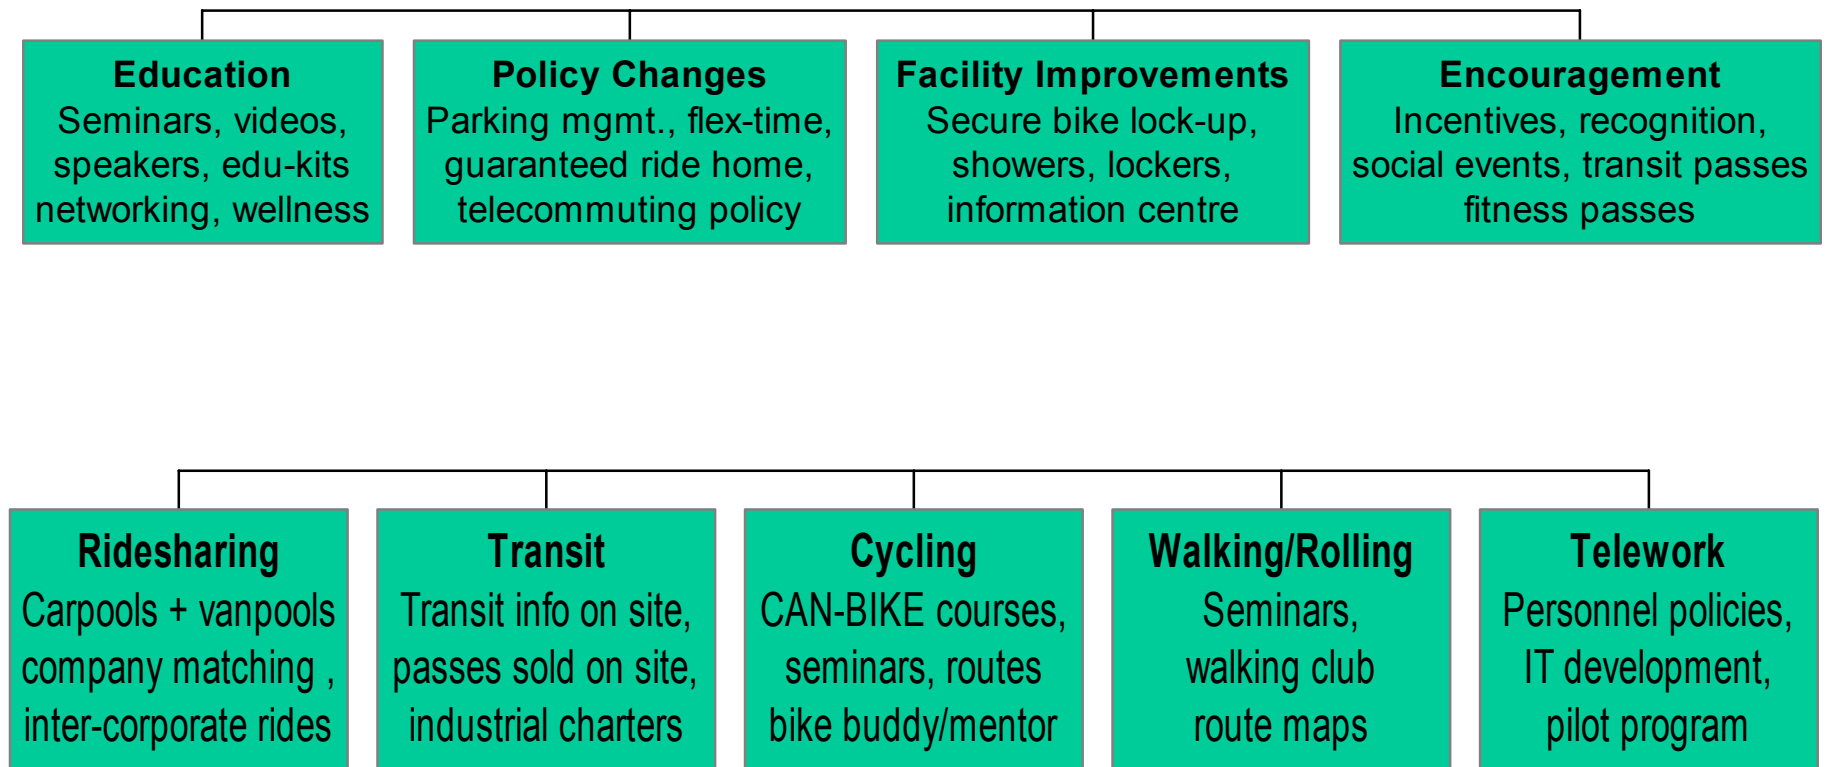 Education
Seminars, videos,
speakers, edu-kits
networking, wellness
Policy Changes
Parking mgmt., flex-time,
guaranteed ride home,
telecommuting policy
Facility Improvements
Secure bike lock-up,
showers, lockers,
information centre
Encouragement
Incentives, recognition,
social events, transit passes
fitness passes
Ridesharing
Carpools + vanpools
company matching ,
inter-corporate rides
Transit
Transit info on site,
passes sold on site,
industrial charters
Cycling
CAN-BIKE courses,
seminars, routes
bike buddy/mentor
Walking/Rolling
Seminars,
walking club
route maps
Telework
Personnel policies,
IT development,
pilot program